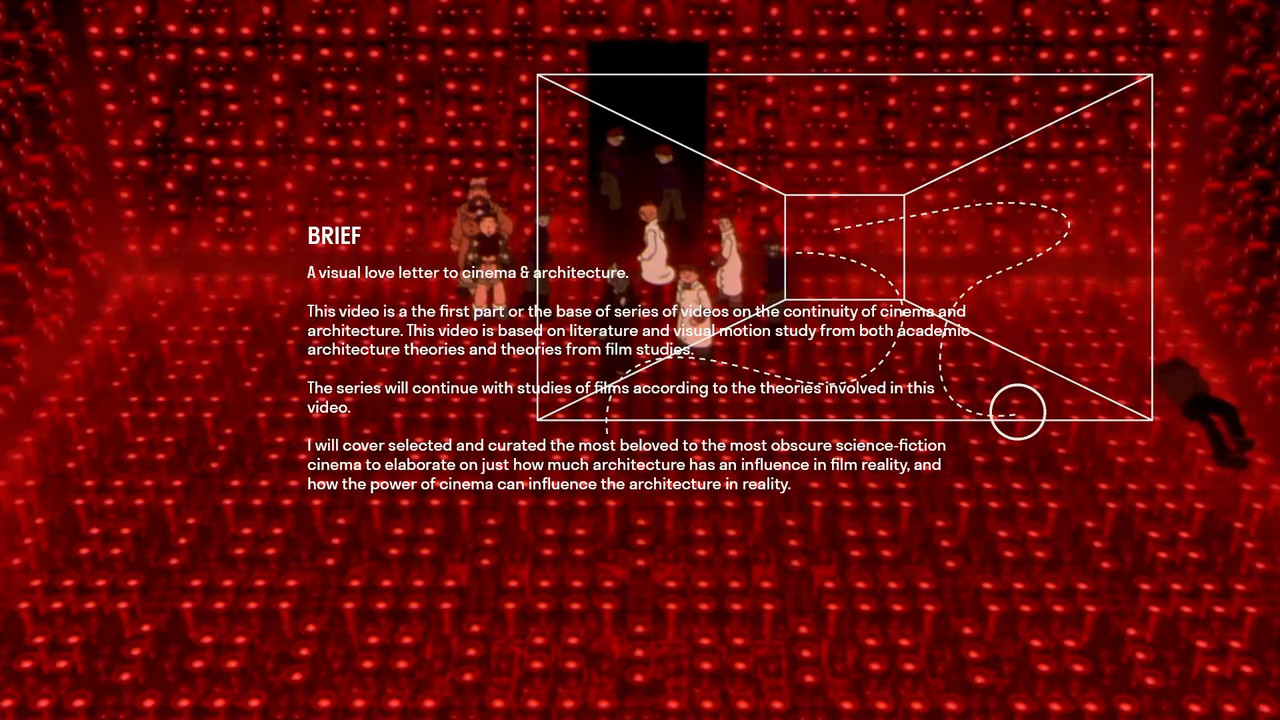 BRIEF
A visual love letter to cinema & architecture.
This video is a the first part or the base of series of videos on the continuity of cinema and
architecture. This video is based on literature and visual motion study from both academic
architecture theories and theories from film studies.
The series will continue with studies of films according to the theories involved in this
video.
I will cover selected and curated the most beloved to the most obscure science-fiction
cinema to elaborate on just how much architecture has an influence in film reality, and
how the power of cinema can influence the architecture in reality.